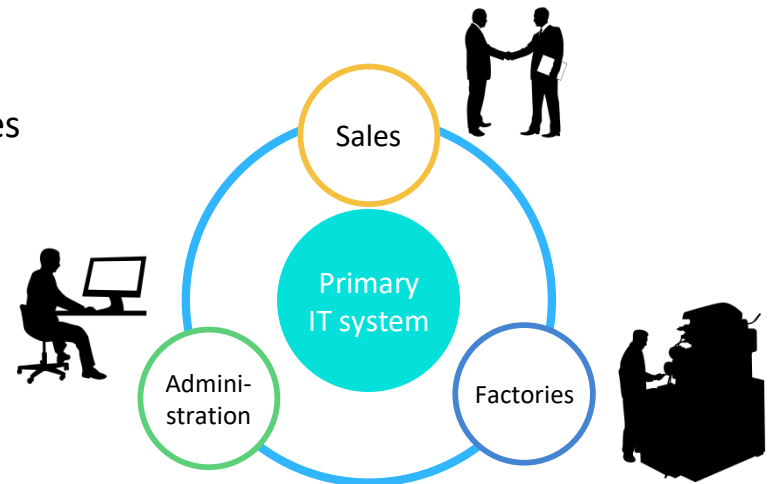 Sales
Primary
IT system
Admini-
stration
Factories